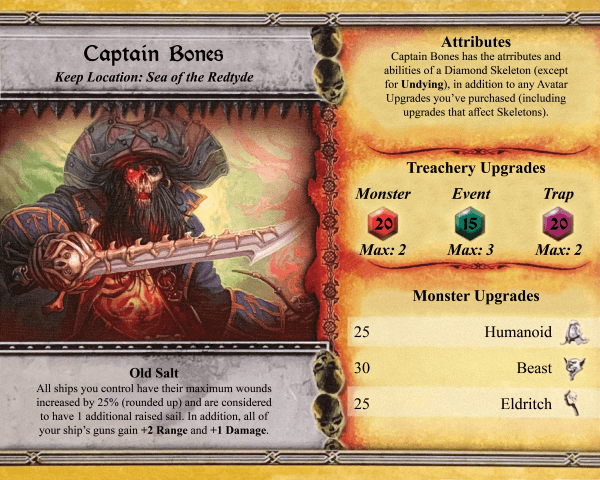 Captain Bones
Keep Location: Sea of the Redtyde
Old Salt
All ships you control have their maximum wounds
increased by 25% (rounded up) and are considered
to have 1 additional raised sail. In addition, all of
your ship's guns gain +2 Range and +1 Damage.
Attributes
Captain Bones has the atrributes and
abilities of a Diamond Skeleton (except
for Undying), in addition to any Avatar
Upgrades you've purchased (including
upgrades that affect Skeletons).
Treachery Upgrades
Monster Event Trap
20 15 20
Max: 2 Max: 3 Max: 2
Monster Upgrades
25 Humanoid
30 Beast
25 Eldritch